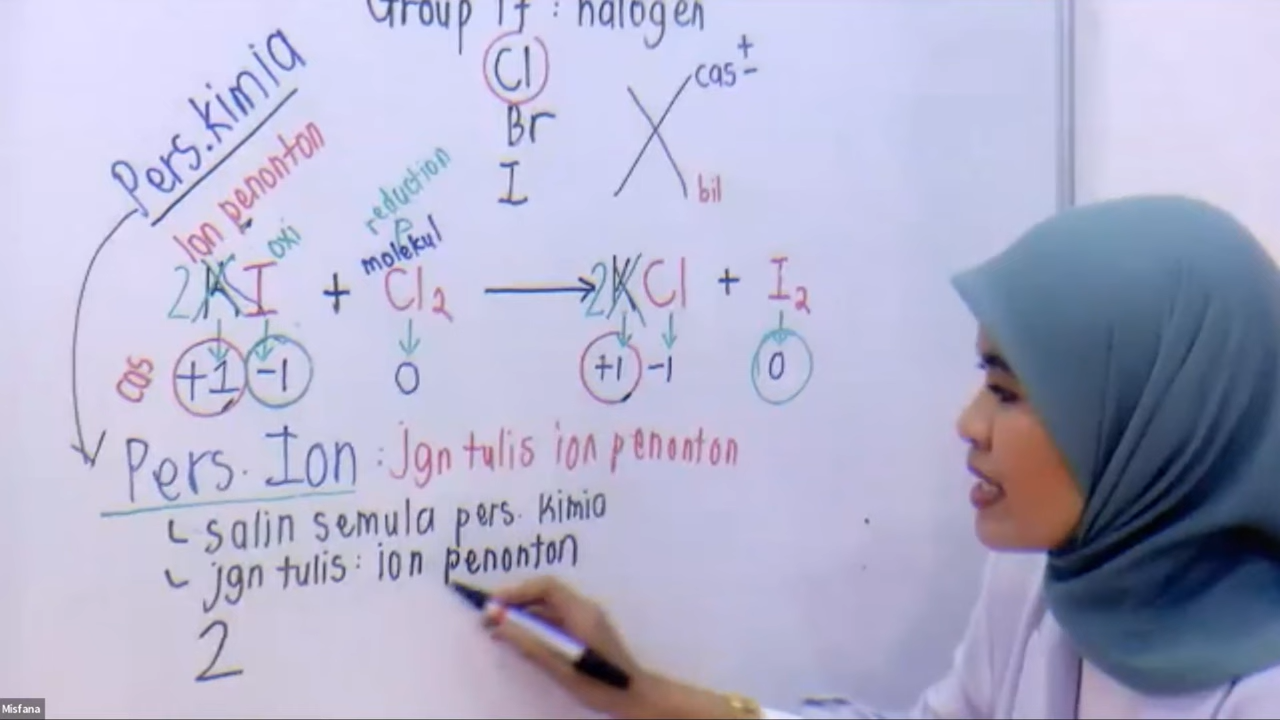 Group 17 : halogen
Cl
Br
I
cas + -
bil
Pers. kimia
Ion penonton
oxi
reduction
P
molekul
2KI + Cl2 → 2KCl + I2
cas +1 -1 0 +1 -1 0
Pers. Ion : jgn tulis ion penonton
salin semula pers. kimia
jgn tulis : ion penonton
2
Misfana